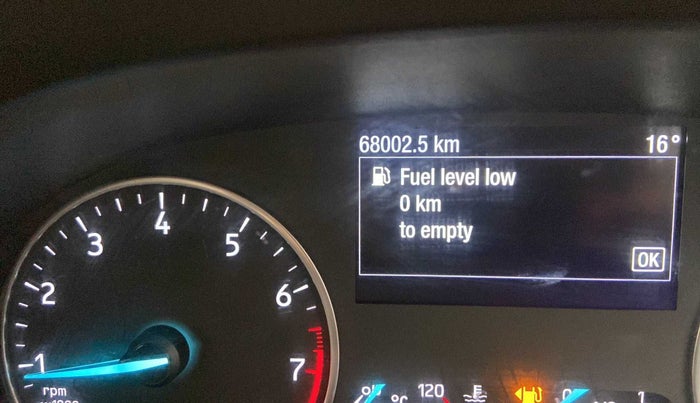 68002.5 km 16°
Fuel level low
0 km
to empty
OK
1 2 3 4 5 6 7
rpm
°C 120
1